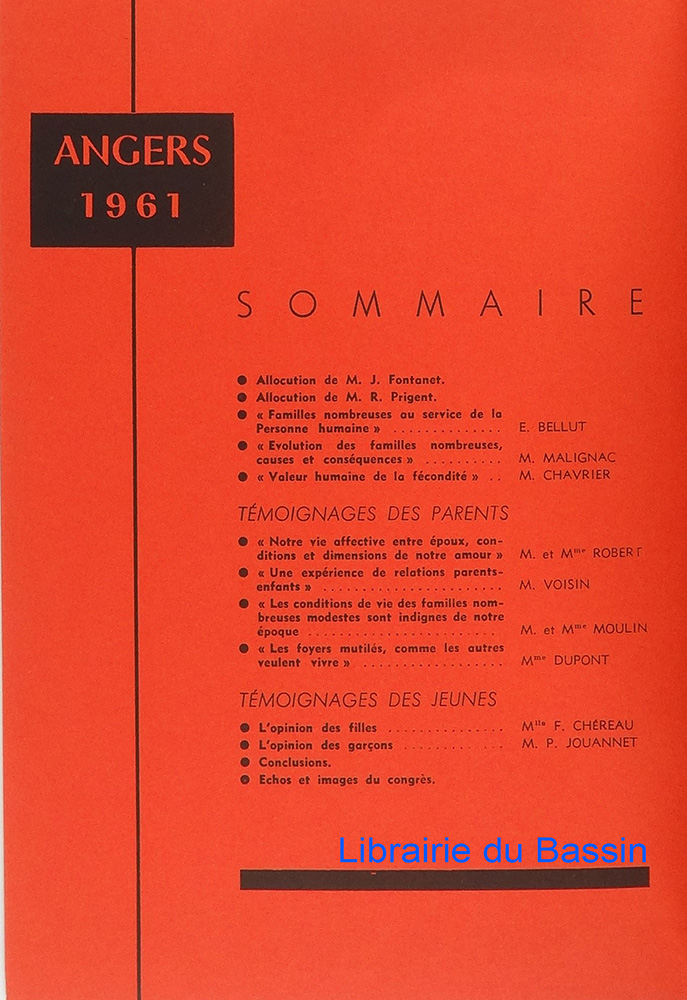 ANGERS
1961
SOMMAIRE
● Allocution de M. J. Fontanet.
● Allocution de M. R. Prigent.
● « Familles nombreuses au service de la
Personne humaine » .............. E. BELLUT
● « Evolution des familles nombreuses,
causes et conséquences » .......... M. MALIGNAC
● « Valeur humaine de la fécondité » .. M. CHAVRIER
TÉMOIGNAGES DES PARENTS
● « Notre vie affective entre époux, con-
ditions et dimensions de notre amour » M. et Mme ROBERT
● « Une expérience de relations parents-
enfants » ....................... M. VOISIN
● « Les conditions de vie des familles nom-
breuses modestes sont indignes de notre
époque ........................ M. et Mme MOULIN
● « Les foyers mutilés, comme les autres
veulent vivre » .................. Mme DUPONT
TÉMOIGNAGES DES JEUNES
● L'opinion des filles ............... Mlle F. CHÉREAU
● L'opinion des garçons ............. M. P. JOUANNET
● Conclusions.
● Echos et images du congrès.
Librairie du Bassin